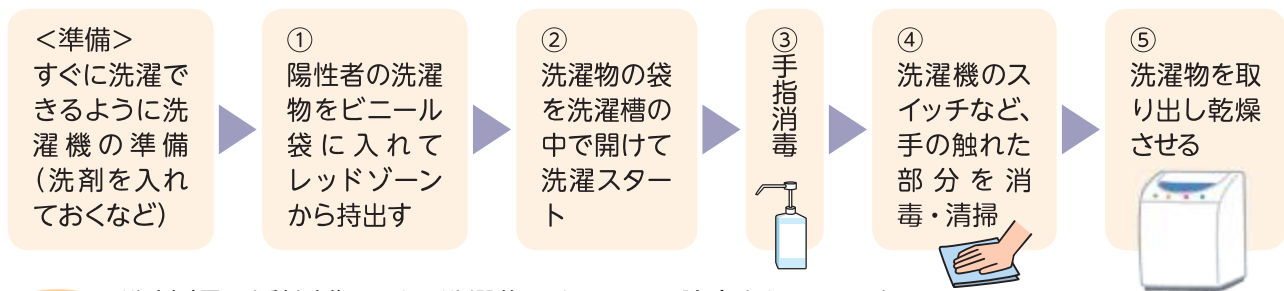 <準備>
すぐに洗濯で
きるように洗
濯機の準備
(洗剤を入れ
ておくなど)
①
陽性者の洗濯
物をビニール
袋に入れて
レッドゾーン
から持出す
②
洗濯物の袋
を洗濯槽の
中で開けて
洗濯スター
ト
③
手指消毒
④
洗濯機のス
イッチなど、
手の触れた
部分を消
毒・清掃
⑤
洗濯物を取
り出し乾燥
させる